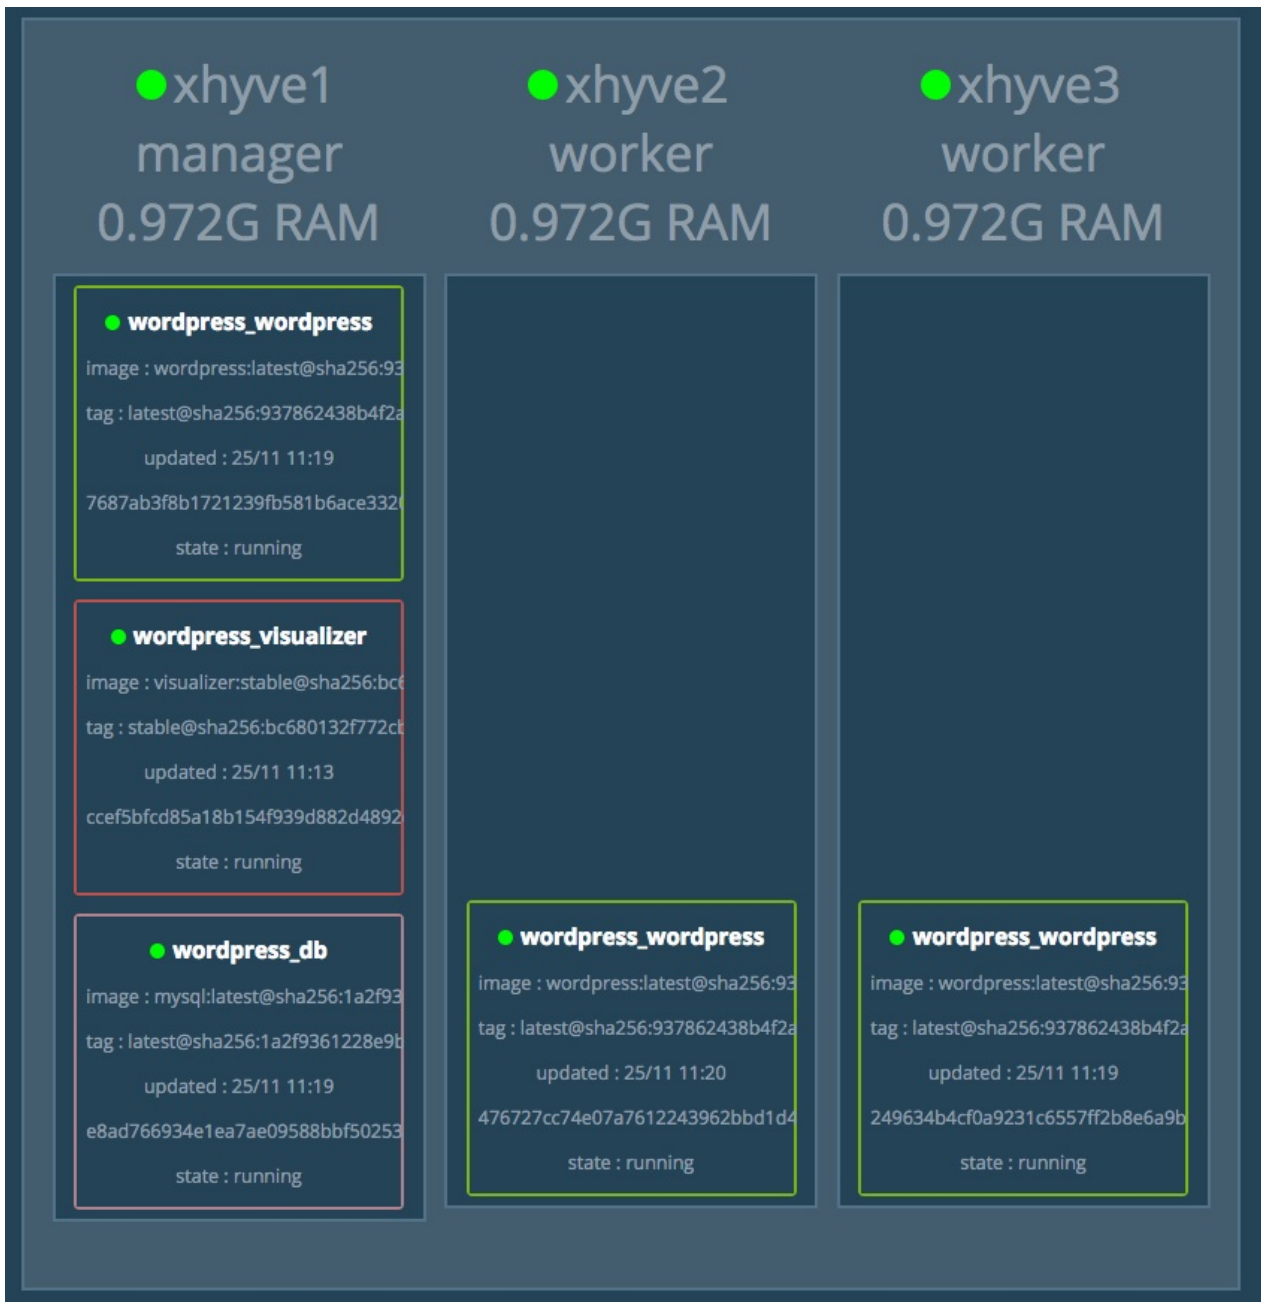 xhyve1
manager
0.972G RAM
wordpress_wordpress
image : wordpress:latest@sha256:93
tag : latest@sha256:937862438b4f2a
updated : 25/11 11:19
7687ab3f8b1721239fb581b6ace332
state : running
wordpress_visualizer
image : visualizer:stable@sha256:bc6
tag : stable@sha256:bc680132f772cb
updated : 25/11 11:13
ccef5bfcd85a18b154f939d882d4892
state : running
wordpress_db
image : mysql:latest@sha256:1a2f93
tag : latest@sha256:1a2f9361228e9b
updated : 25/11 11:19
e8ad766934e1ea7ae09588bbf50253
state : running
xhyve2
worker
0.972G RAM
wordpress_wordpress
image : wordpress:latest@sha256:93
tag : latest@sha256:937862438b4f2a
updated : 25/11 11:20
476727cc74e07a7612243962bbd1d4
state : running
xhyve3
worker
0.972G RAM
wordpress_wordpress
image : wordpress:latest@sha256:93
tag : latest@sha256:937862438b4f2a
updated : 25/11 11:19
249634b4cf0a9231c6557ff2b8e6a9b
state : running